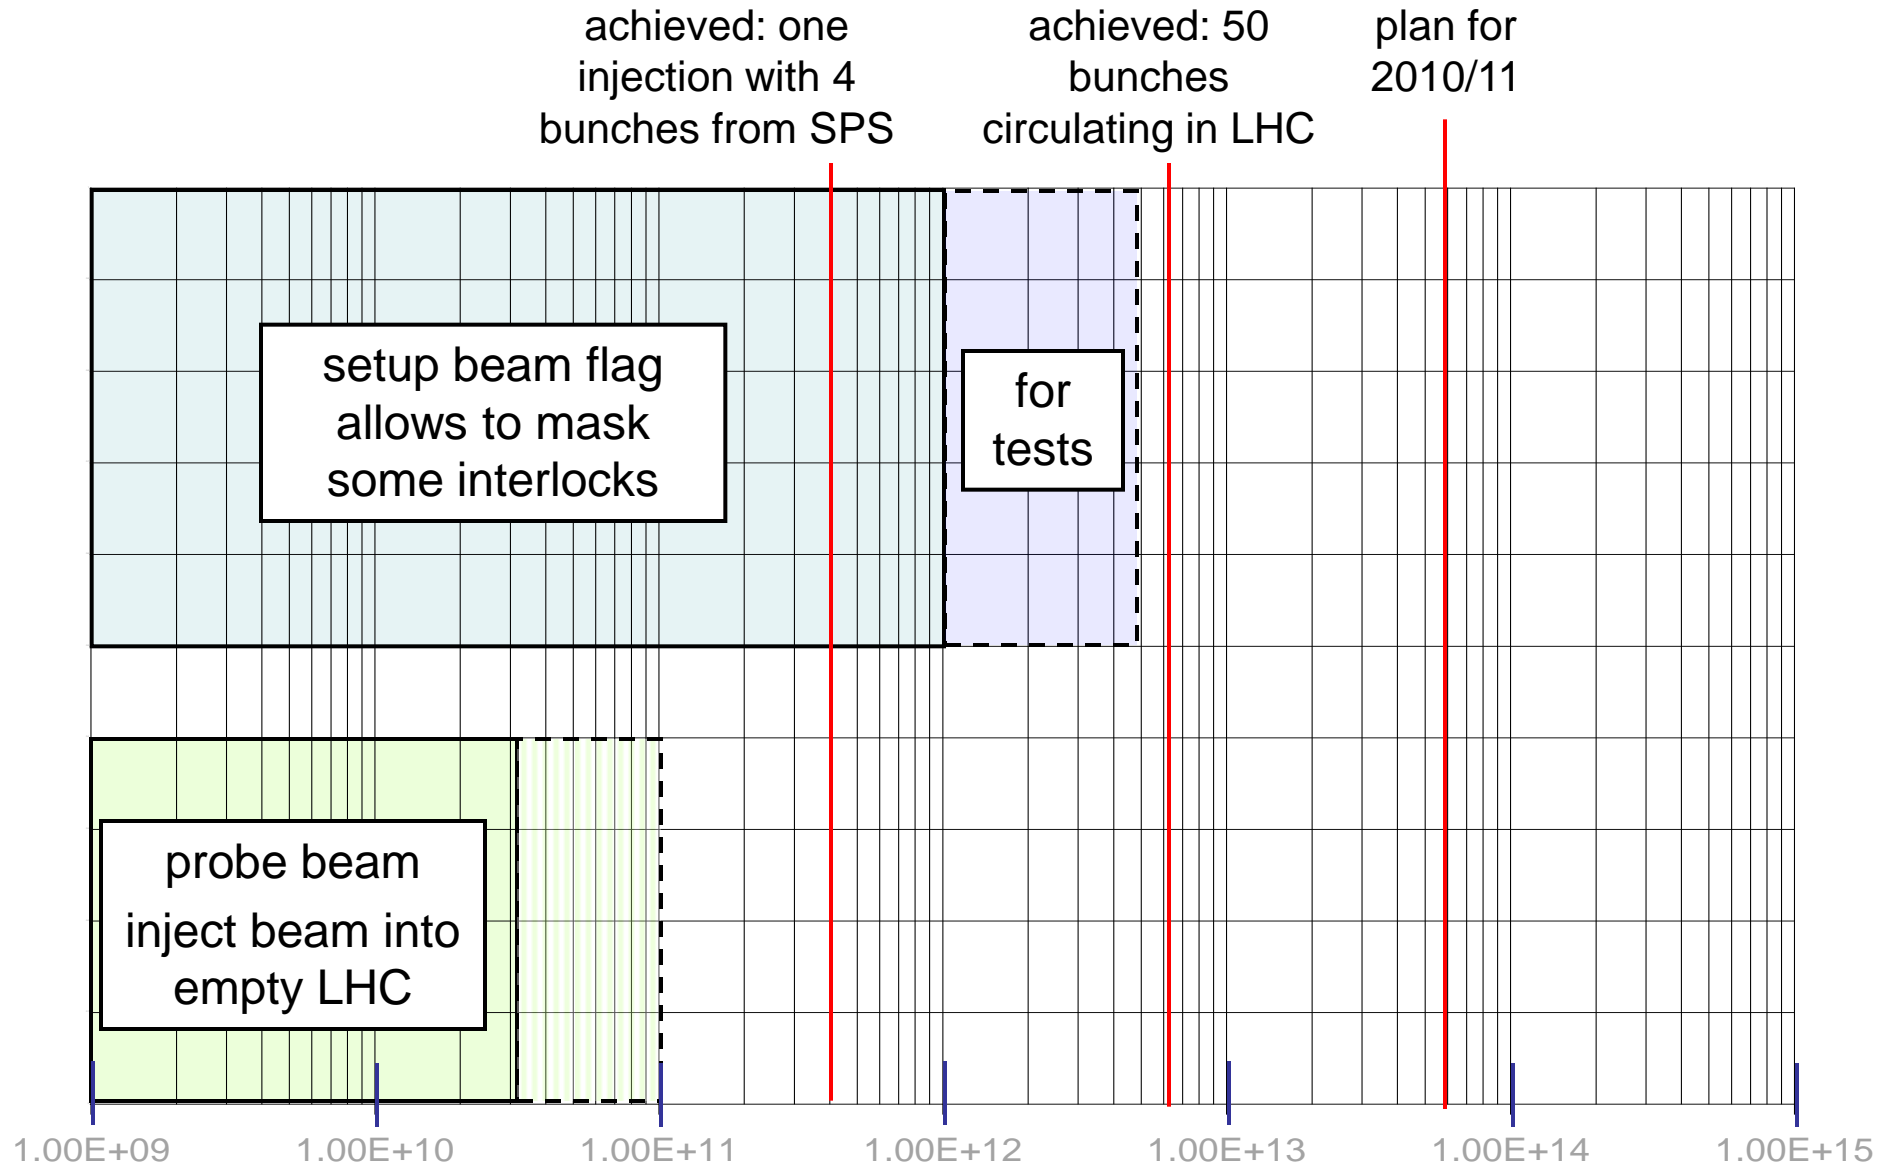 achieved: one
injection with 4
bunches from SPS
achieved: 50
bunches
circulating in LHC
plan for
2010/11
setup beam flag
allows to mask
some interlocks
for
tests
probe beam
inject beam into
empty LHC
1.00E+09 1.00E+10 1.00E+11 1.00E+12 1.00E+13 1.00E+14 1.00E+15